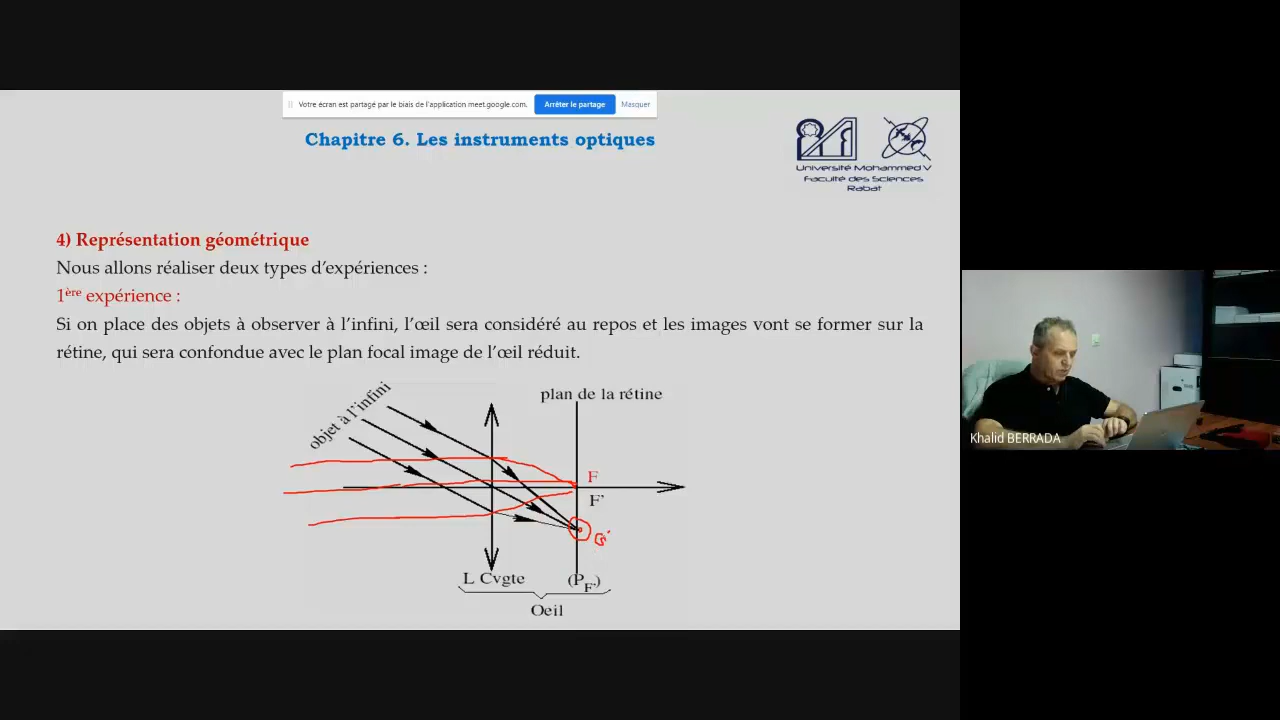 Votre écran est partagé par le biais de l'application meet.google.com.
Arrêter le partage
Masquer
Chapitre 6. Les instruments optiques
Université Mohammed V
Faculté des Sciences
Rabat
4) Représentation géométrique
Nous allons réaliser deux types d'expériences :
1ère expérience :
Si on place des objets à observer à l'infini, l'œil sera considéré au repos et les images vont se former sur la
rétine, qui sera confondue avec le plan focal image de l'œil réduit.
objet à l'infini
plan de la rétine
F
F'
L Cvgte
(PF')
Oeil
Khalid BERRADA